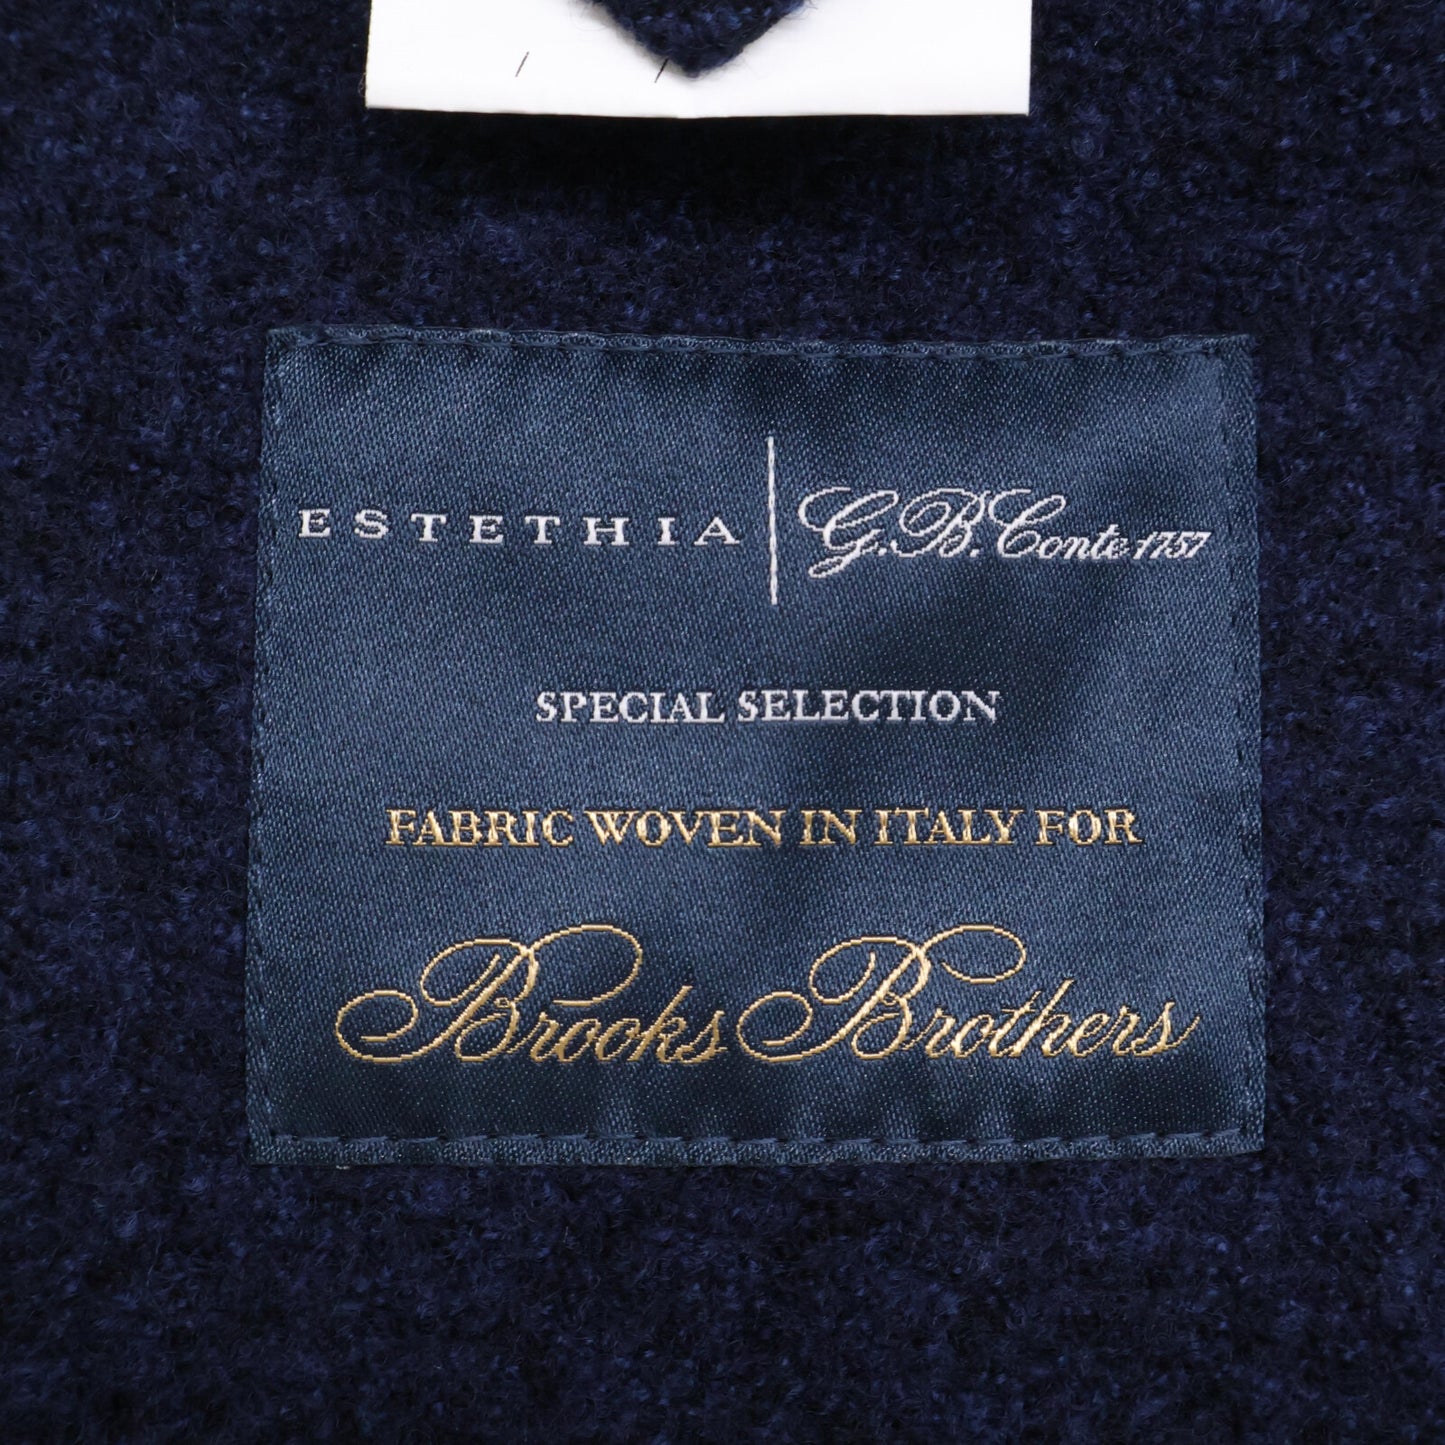 ESTETHIA | G.B. Conte 1757
SPECIAL SELECTION
FABRIC WOVEN IN ITALY FOR
Brooks Brothers